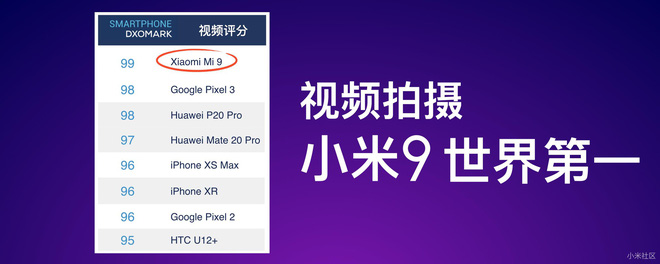 SMARTPHONE
DXOMARK
视频评分
99 Xiaomi Mi 9
98 Google Pixel 3
98 Huawei P20 Pro
97 Huawei Mate 20 Pro
96 iPhone XS Max
96 iPhone XR
96 Google Pixel 2
95 HTC U12+
视频拍摄
小米9 世界第一
小米社区